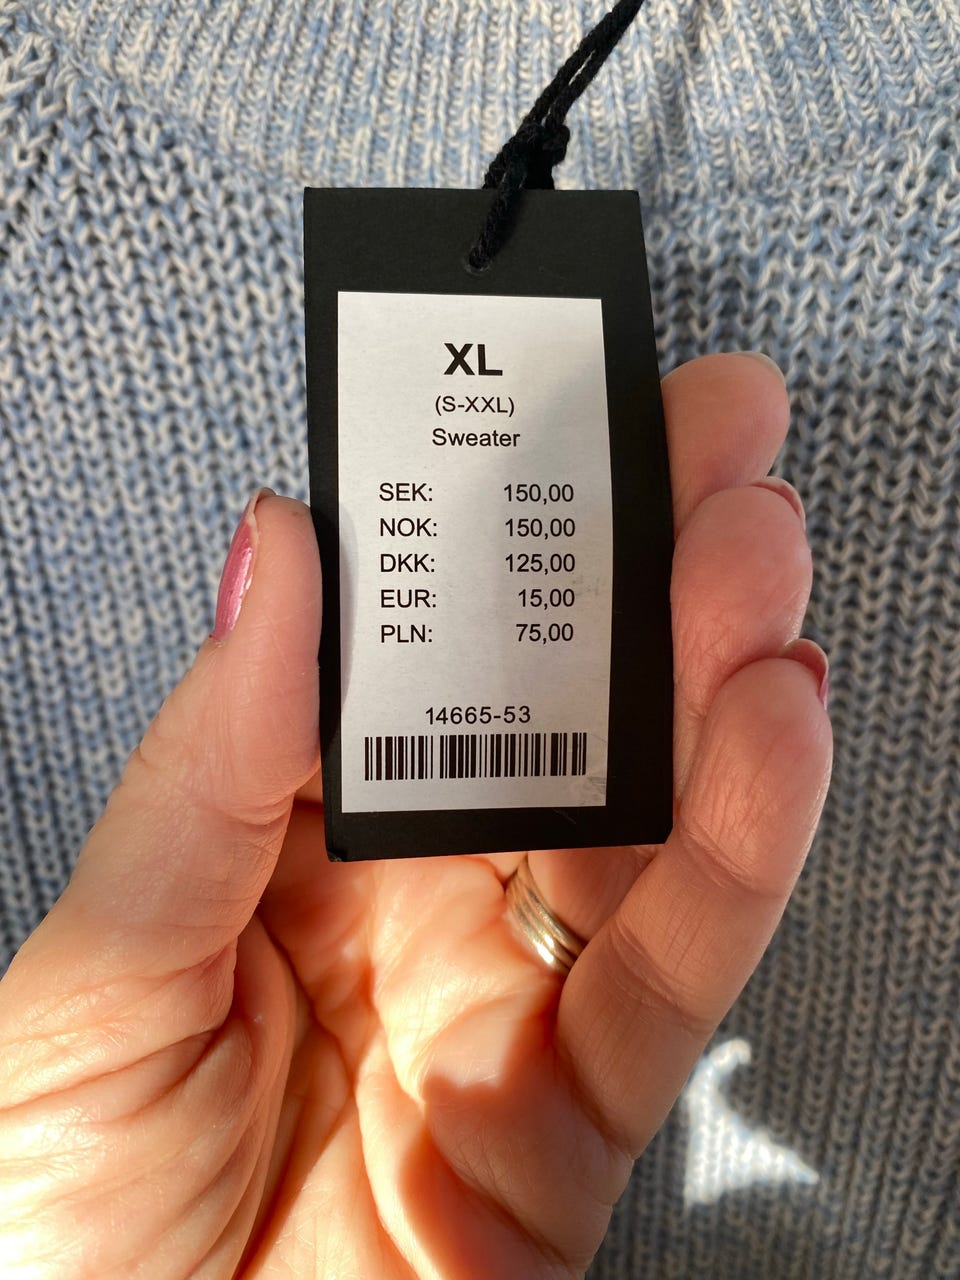 XL
(S-XXL)
Sweater
SEK: 150,00
NOK: 150,00
DKK: 125,00
EUR: 15,00
PLN: 75,00
14665-53